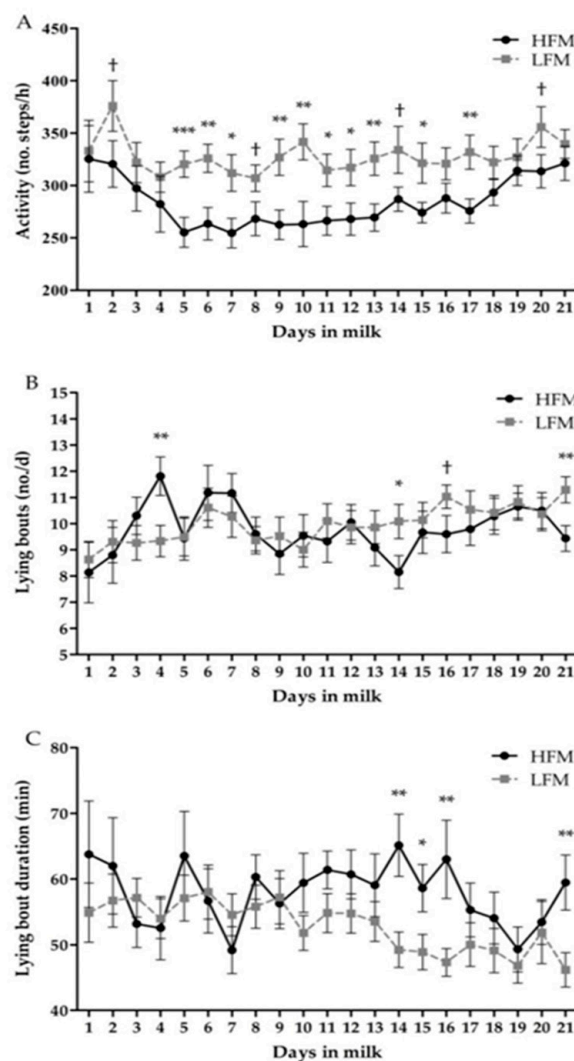 A
HFM
LFM
Activity (no. steps/h)
450
400
350
300
250
200
† *** ** * † ** ** * * ** † * ** †
1 2 3 4 5 6 7 8 9 10 11 12 13 14 15 16 17 18 19 20 21
Days in milk
B
HFM
LFM
Lying bouts (no./d)
15
14
13
12
11
10
9
8
7
6
5
** * † **
1 2 3 4 5 6 7 8 9 10 11 12 13 14 15 16 17 18 19 20 21
Days in milk
C
HFM
LFM
Lying bout duration (min)
80
70
60
50
40
** * ** **
1 2 3 4 5 6 7 8 9 10 11 12 13 14 15 16 17 18 19 20 21
Days in milk